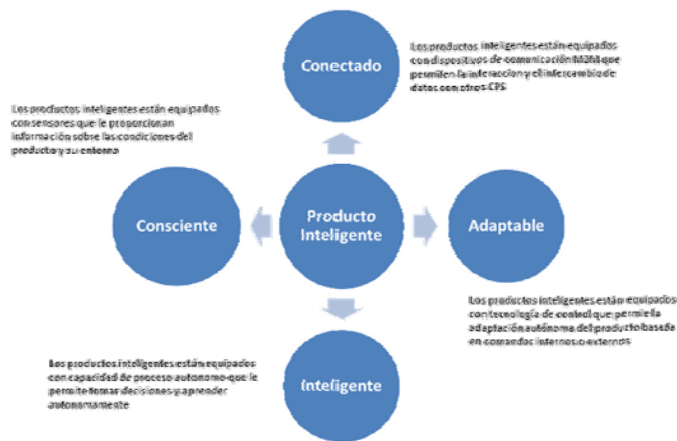 Conectado
Los productos inteligentes están equipados
con dispositivos de comunicación M2M que
permiten la interaccion y el intercambio de
datos con otros CPS
Los productos inteligentes están equipados
con sensores que le proporcionan
información sobre las condiciones del
producto y su entorno
Consciente
Producto
Inteligente
Adaptable
Los productos inteligentes están equipados
con tecnología de control que permite la
adaptación autónoma del producto basada
en comandos internos o externos
Los productos inteligentes están equipados
con capacidad de proceso autonomo que le
permite tomar decisiones y aprender
autonomamente
Inteligente